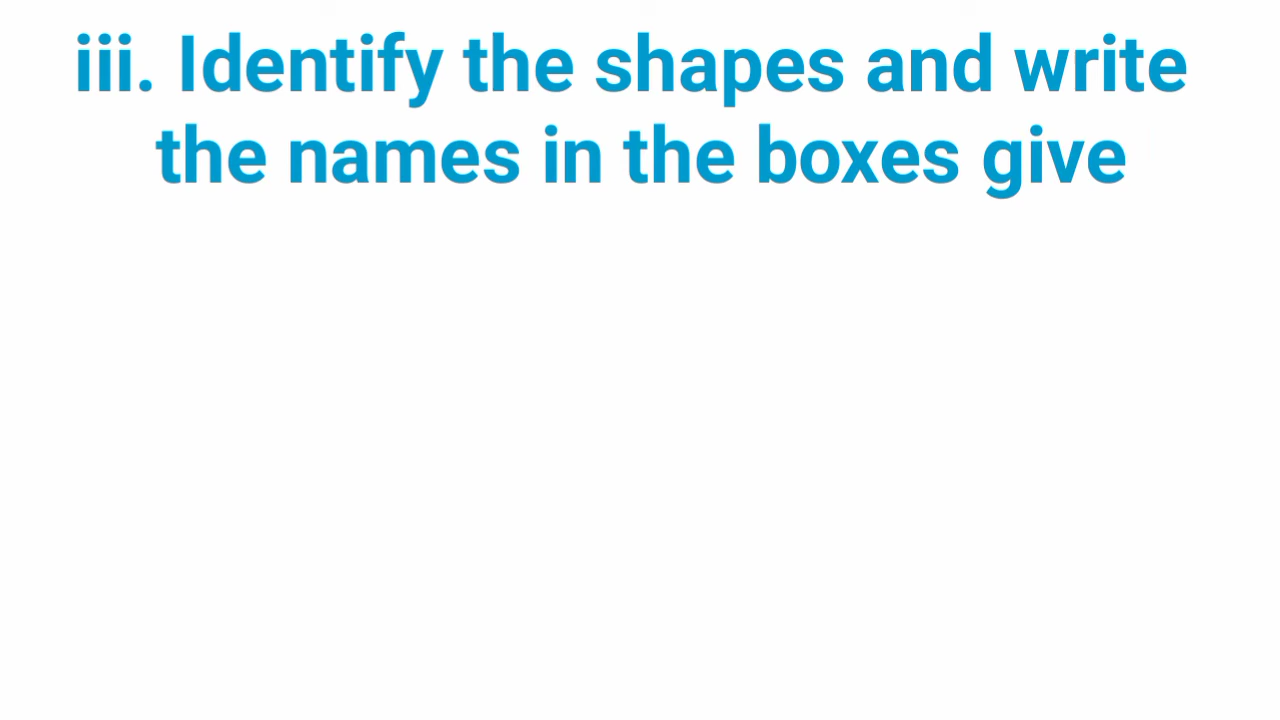 iii. Identify the shapes and write
the names in the boxes give